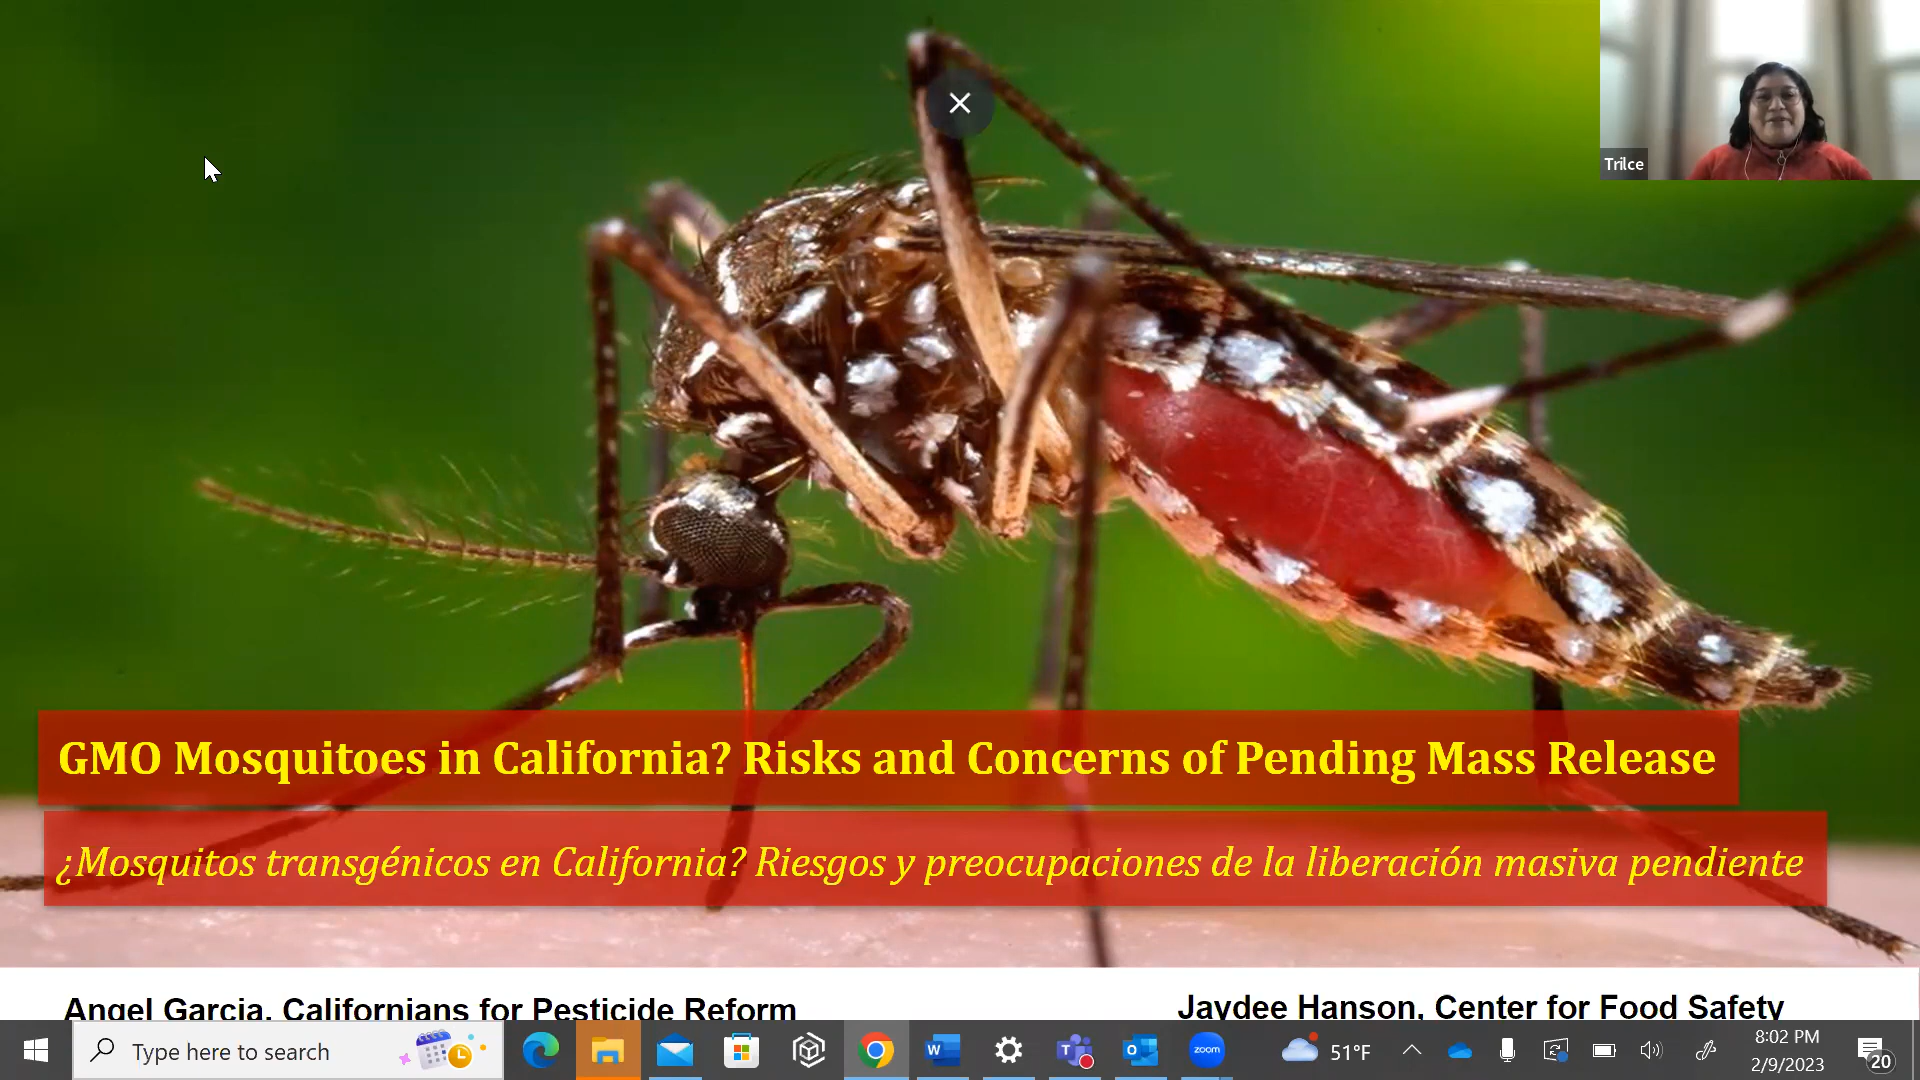 Trilce
GMO Mosquitoes in California? Risks and Concerns of Pending Mass Release
¿Mosquitos transgénicos en California? Riesgos y preocupaciones de la liberación masiva pendiente
Angel Garcia, Californians for Pesticide Reform
Jaydee Hanson, Center for Food Safety
Type here to search
W
T
O
zoom
51°F
8:02 PM
2/9/2023
20